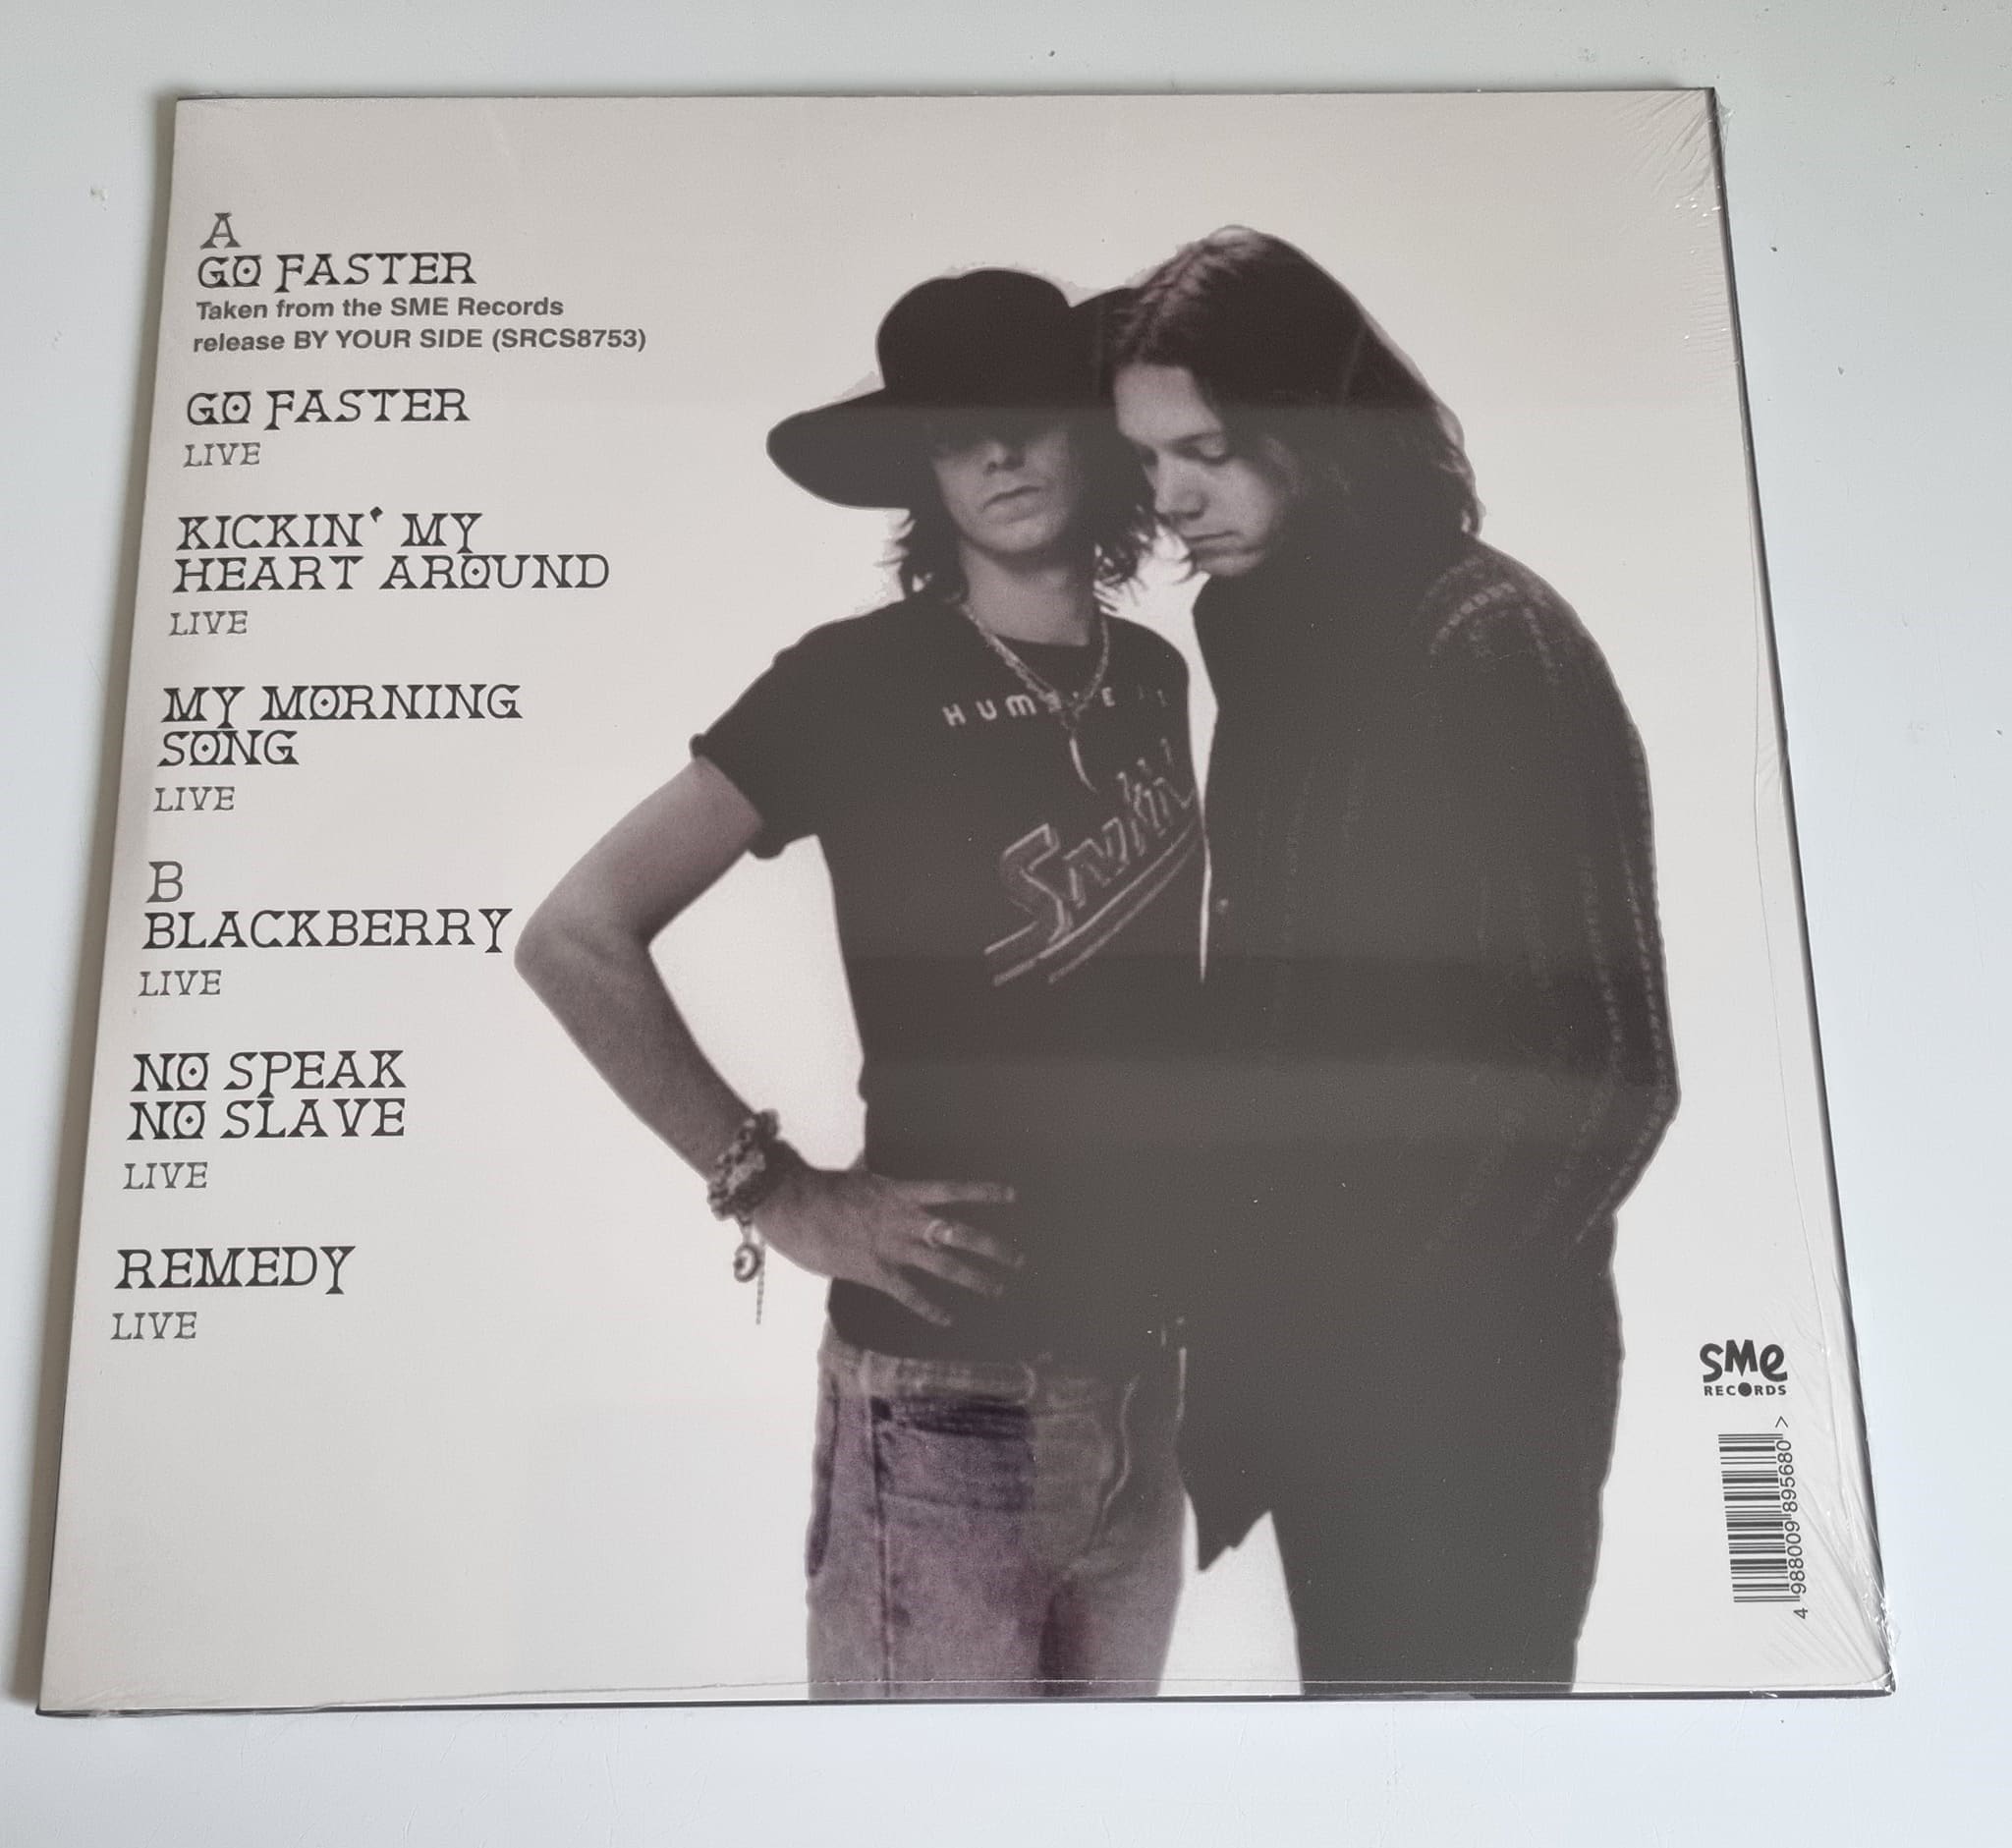 A
GO FASTER
Taken from the SME Records
release BY YOUR SIDE (SRCS8753)
GO FASTER
LIVE
KICKIN' MY
HEART AROUND
LIVE
MY MORNING
SONG
LIVE
B
BLACKBERRY
LIVE
NO SPEAK
NO SLAVE
LIVE
REMEDY
LIVE
Smokin'
SMe
RECORDS
4 988009 895680 >